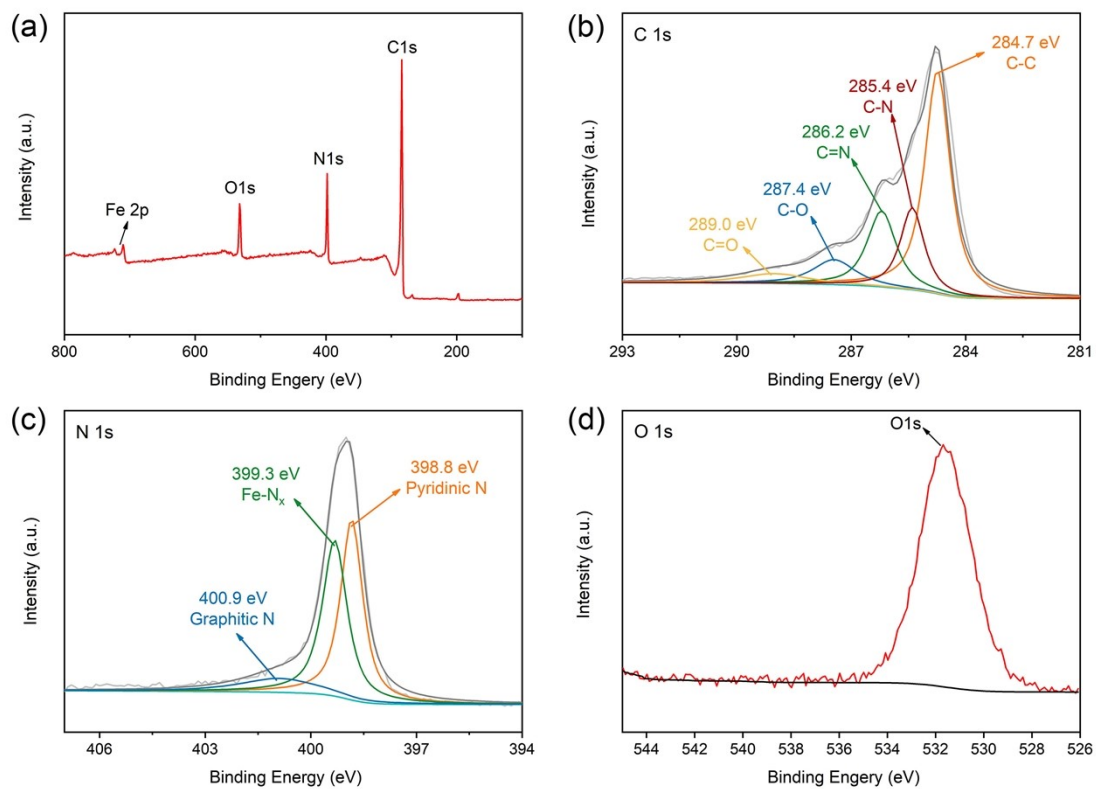 (a)
C1s
N1s
O1s
Fe 2p
Intensity (a.u.)
800
600
400
200
Binding Engery (eV)
(b)
C 1s
284.7 eV
C-C
285.4 eV
C-N
286.2 eV
C=N
287.4 eV
C-O
289.0 eV
C=O
Intensity (a.u.)
293
290
287
284
281
Binding Energy (eV)
(c)
N 1s
398.8 eV
Pyridinic N
399.3 eV
Fe-Nx
400.9 eV
Graphitic N
Intensity (a.u.)
406
403
400
397
394
Binding Energy (eV)
(d)
O 1s
O1s
Intensity (a.u.)
544
542
540
538
536
534
532
530
528
526
Binding Engery (eV)